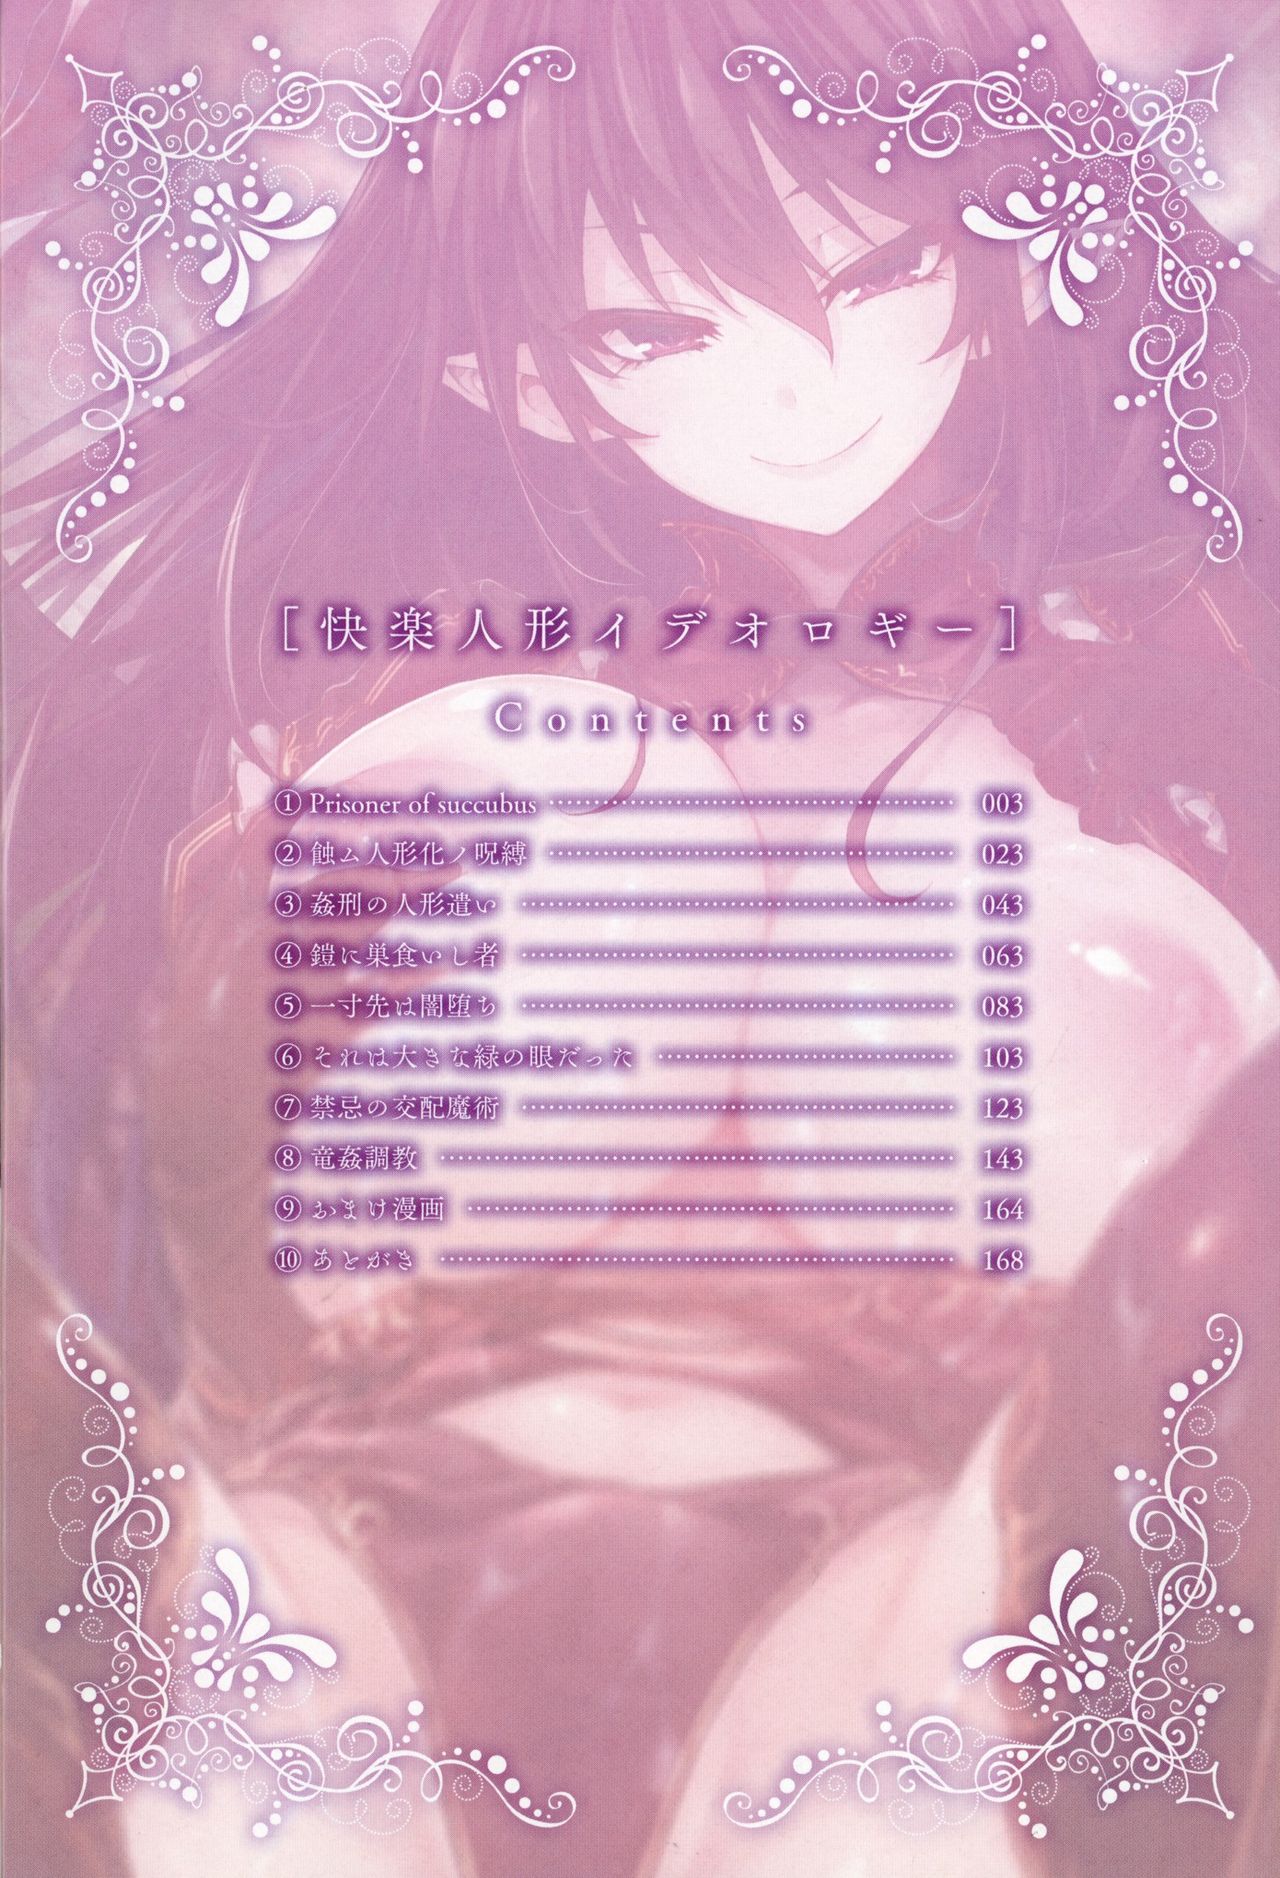 ［快楽人形イデオロギー］
Contents
① Prisoner of succubus ………… 003
② 蝕ム人形化ノ呪縛 ………… 023
③ 姦刑の人形遣い ………… 043
④ 鎧に巣食いし者 ………… 063
⑤ 一寸先は闇堕ち ………… 083
⑥ それは大きな緑の眼だった ………… 103
⑦ 禁忌の交配魔術 ………… 123
⑧ 竜姦調教 ………… 143
⑨ おまけ漫画 ………… 164
⑩ あとがき ………… 168